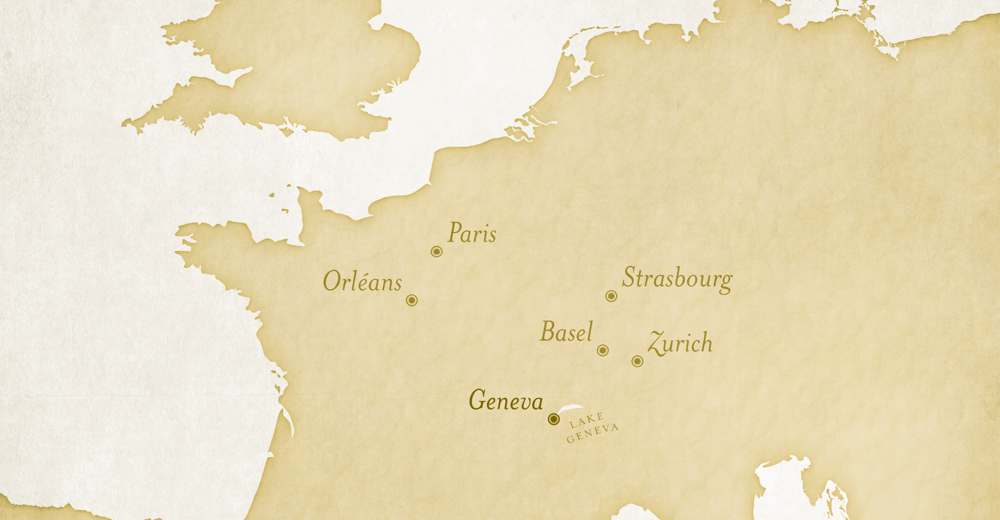 Paris
Orléans
Strasbourg
Basel
Zurich
Geneva
LAKE
GENEVA